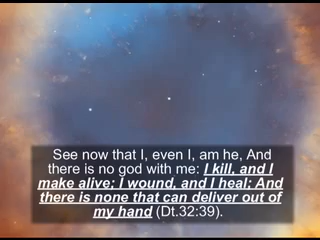 See now that I, even I, am he, And
there is no god with me: I kill, and I
make alive; I wound, and I heal; And
there is none that can deliver out of
my hand (Dt.32:39).